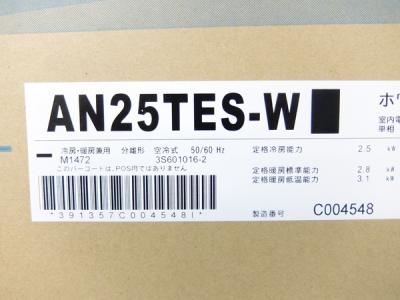 AN25TES-W
ホワ
冷房・暖房兼用 分離形 空冷式 50/60 Hz
M1472 3S601016-2
このバーコードは、POS用ではありません
*391357C004548I*
室内電
単相
定格冷房能力 2.5 kW
定格暖房標準能力 2.8 kW
定格暖房低温能力 3.1 kW
製造番号 C004548